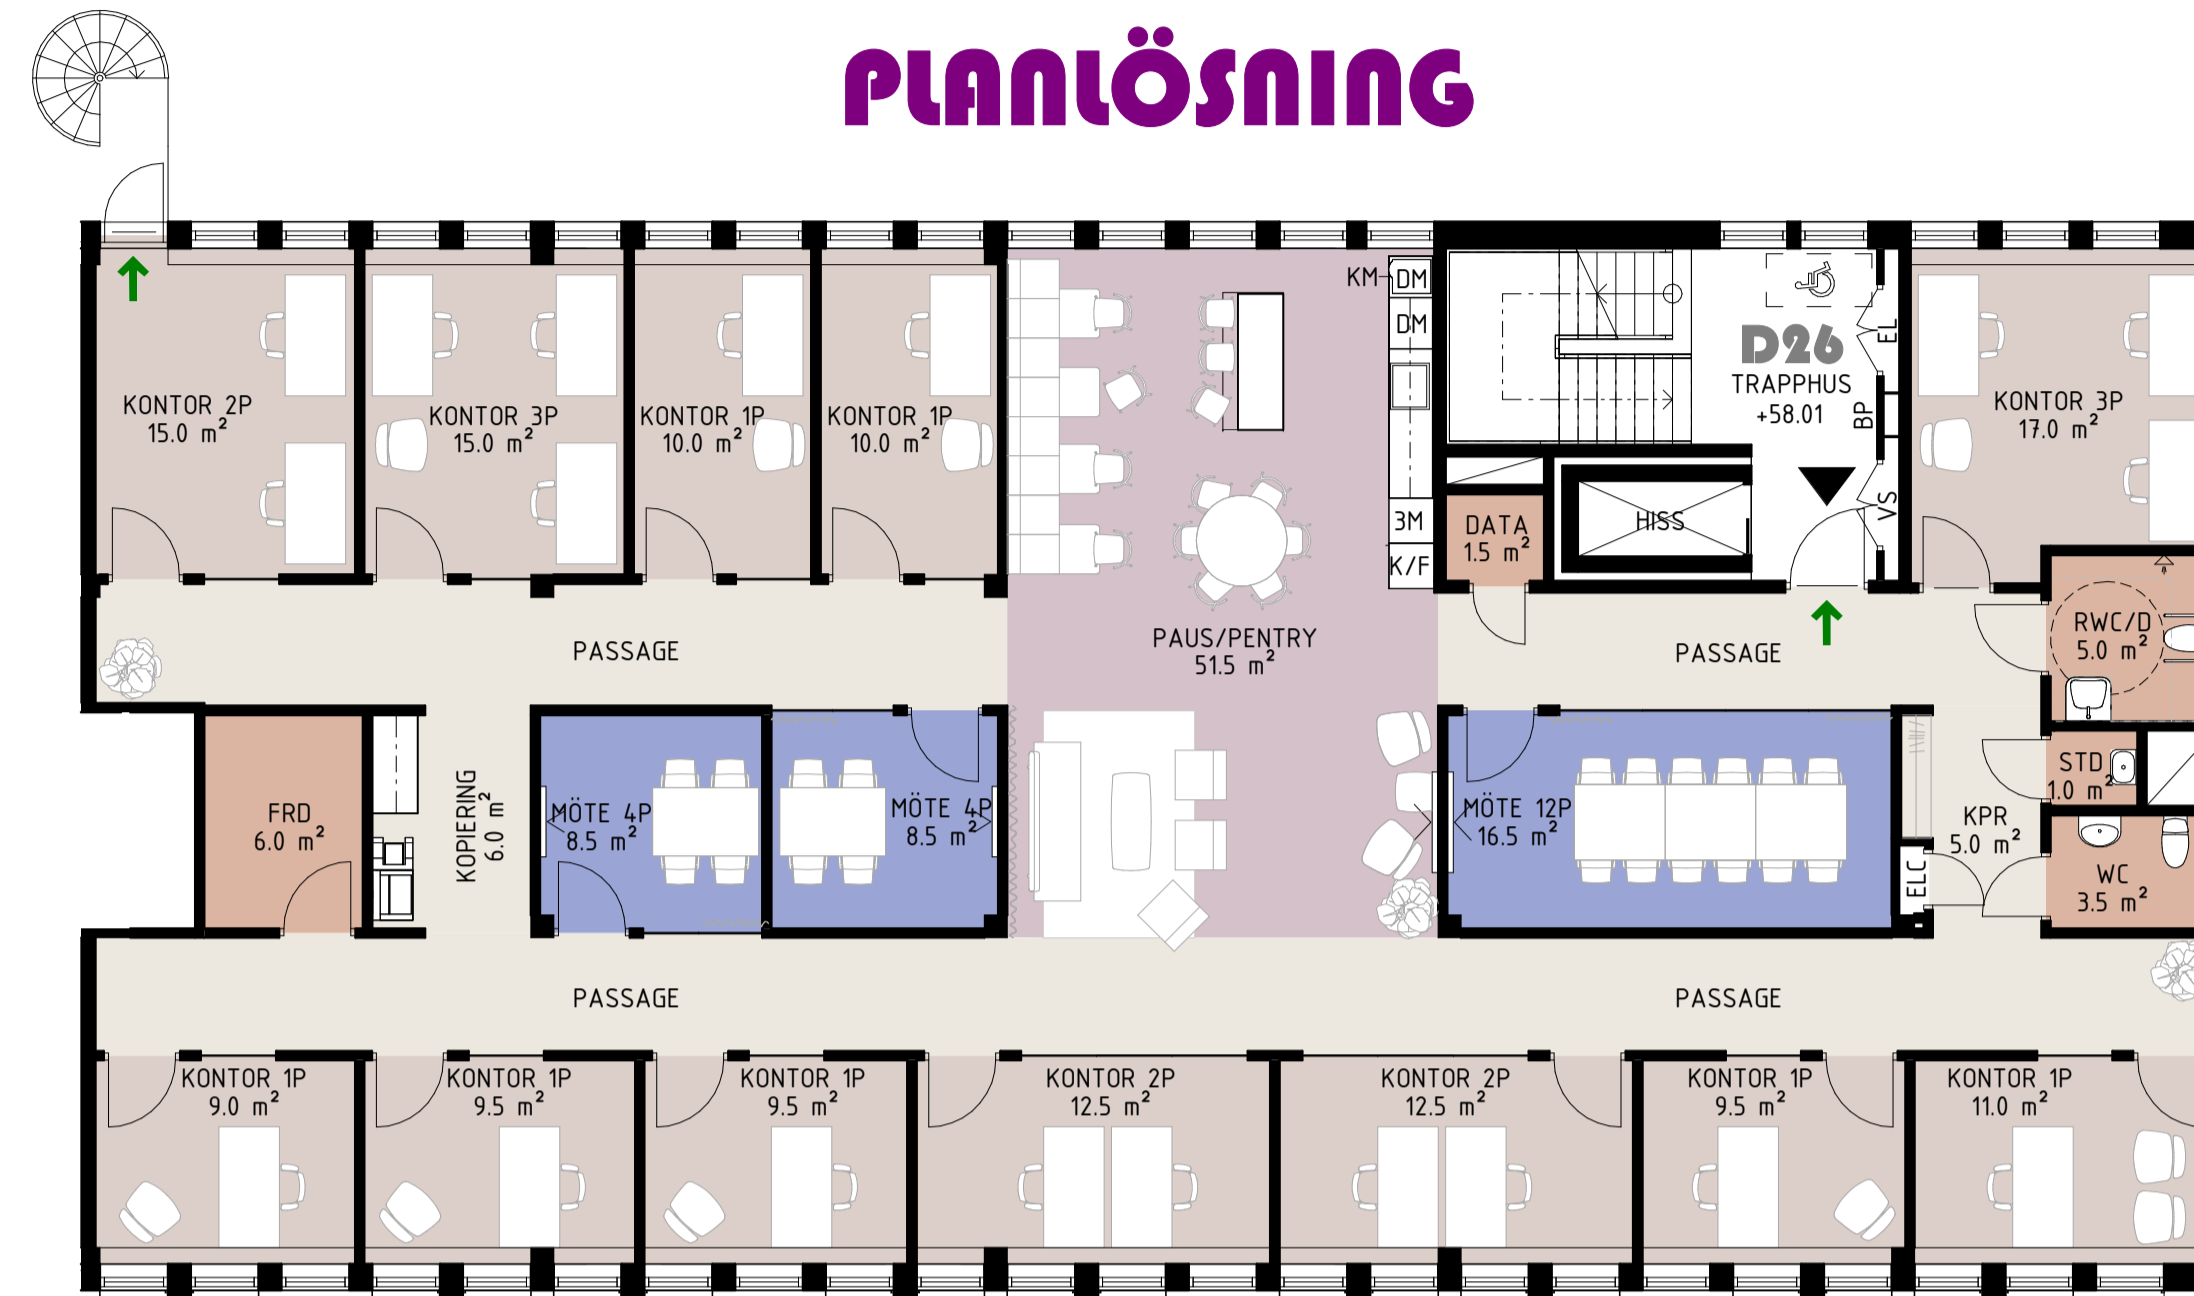 PLANLÖSNING
KM
DM
DM
3M
K/F
D26
TRAPPHUS
+58.01
EL
BP
VS
HISS
KONTOR 2P
15.0 m²
KONTOR 3P
15.0 m²
KONTOR 1P
10.0 m²
KONTOR 1P
10.0 m²
KONTOR 3P
17.0 m²
DATA
1.5 m²
PASSAGE
PAUS/PENTRY
51.5 m²
PASSAGE
RWC/D
5.0 m²
FRD
6.0 m²
KOPIERING
6.0 m²
MÖTE 4P
8.5 m²
MÖTE 4P
8.5 m²
MÖTE 12P
16.5 m²
KPR
5.0 m²
STD
1.0 m²
ELC
WC
3.5 m²
PASSAGE
PASSAGE
KONTOR 1P
9.0 m²
KONTOR 1P
9.5 m²
KONTOR 1P
9.5 m²
KONTOR 2P
12.5 m²
KONTOR 2P
12.5 m²
KONTOR 1P
9.5 m²
KONTOR 1P
11.0 m²